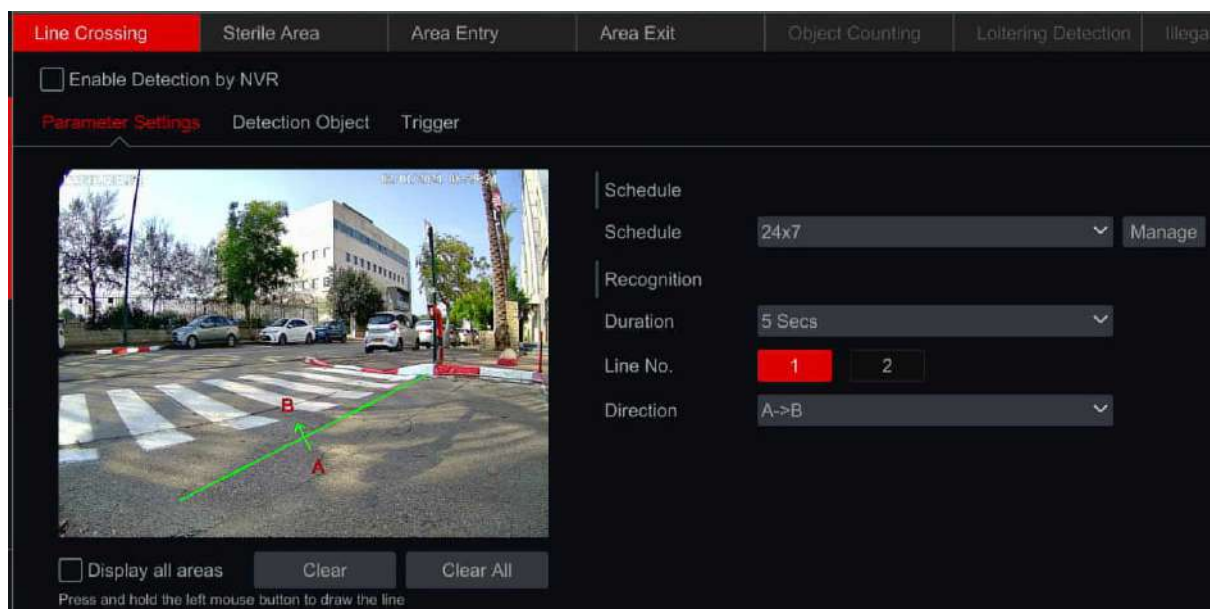 Line Crossing Sterile Area Area Entry Area Exit Object Counting Loitering Detection Illega
Enable Detection by NVR
Parameter Settings Detection Object Trigger
Schedule
Schedule 24x7 Manage
Recognition
Duration 5 Secs
Line No. 1 2
Direction A->B
B
A
Display all areas Clear Clear All
Press and hold the left mouse button to draw the line